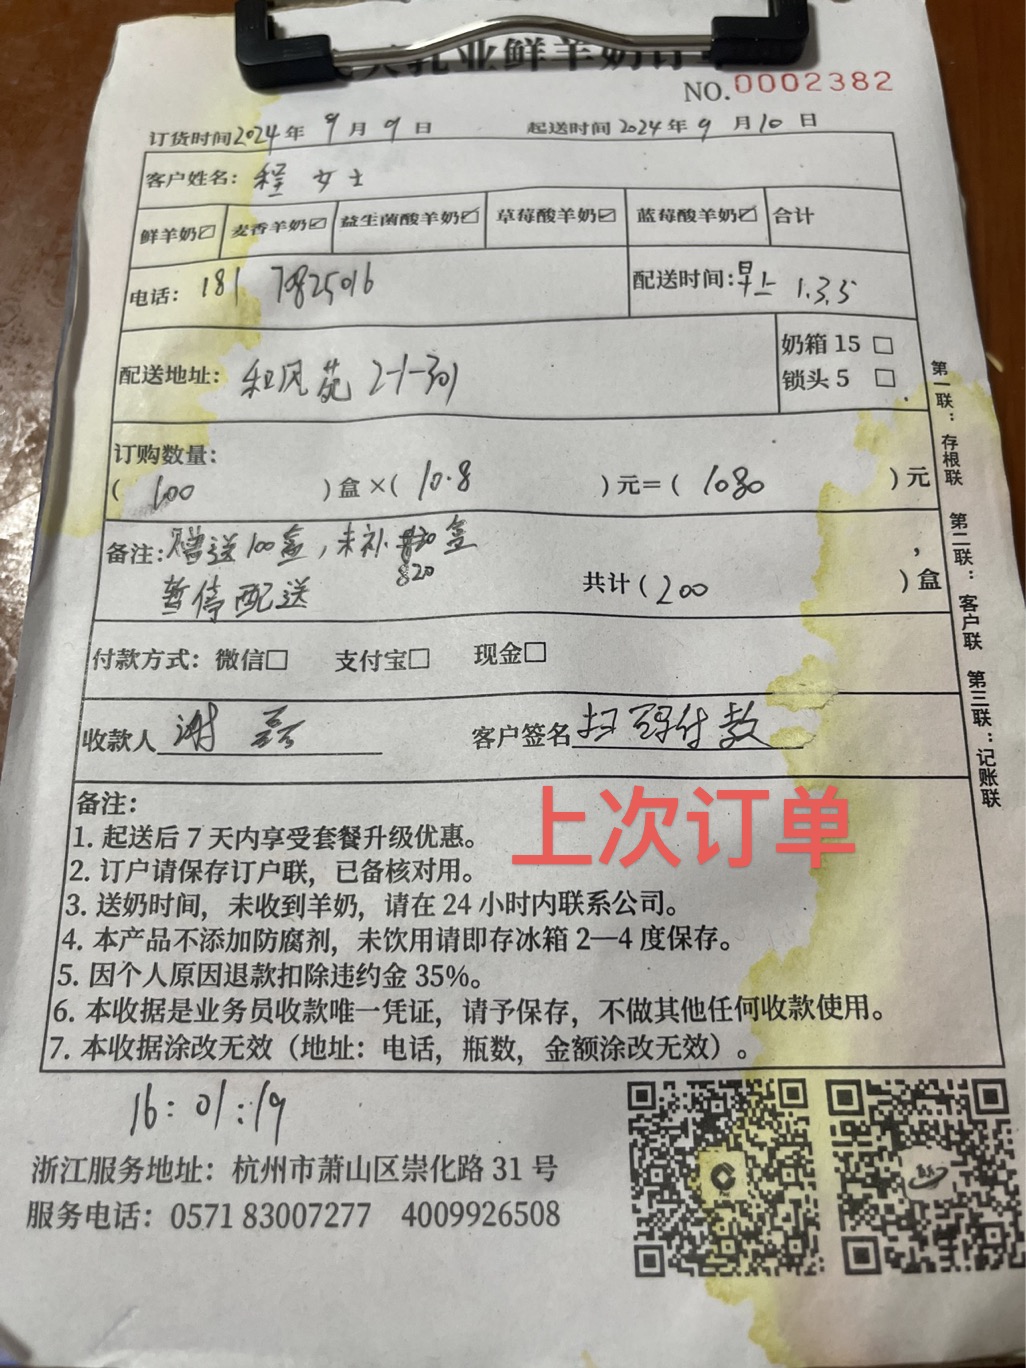 乳业鲜羊奶订
NO.0002382
订货时间2024年9月9日 起送时间2024年9月10日
客户姓名：程女士
鲜羊奶☑ 麦香羊奶☑ 益生菌酸羊奶☑ 草莓酸羊奶☑ 蓝莓酸羊奶☑ 合计
电话：181 79825016 配送时间：早上 1.3.5
配送地址：和风苑 2-1-301 奶箱 15 □
锁头 5 □
订购数量：
（100）盒×（10.8）元=（1080）元
备注：赠送100盒，未补 盒
820
暂停配送 共计（200）盒
付款方式：微信□ 支付宝□ 现金□
收款人 谢磊 客户签名 扫码付款
上次订单
备注：
1. 起送后 7 天内享受套餐升级优惠。
2. 订户请保存订户联，已备核对用。
3. 送奶时间，未收到羊奶，请在 24 小时内联系公司。
4. 本产品不添加防腐剂，未饮用请即存冰箱 2—4 度保存。
5. 因个人原因退款扣除违约金 35%。
6. 本收据是业务员收款唯一凭证，请予保存，不做其他任何收款使用。
7. 本收据涂改无效（地址：电话，瓶数，金额涂改无效）。
第一联：存根联 第二联：客户联 第三联：记账联
16:01:19
浙江服务地址：杭州市萧山区崇化路 31 号
服务电话：0571 83007277 4009926508